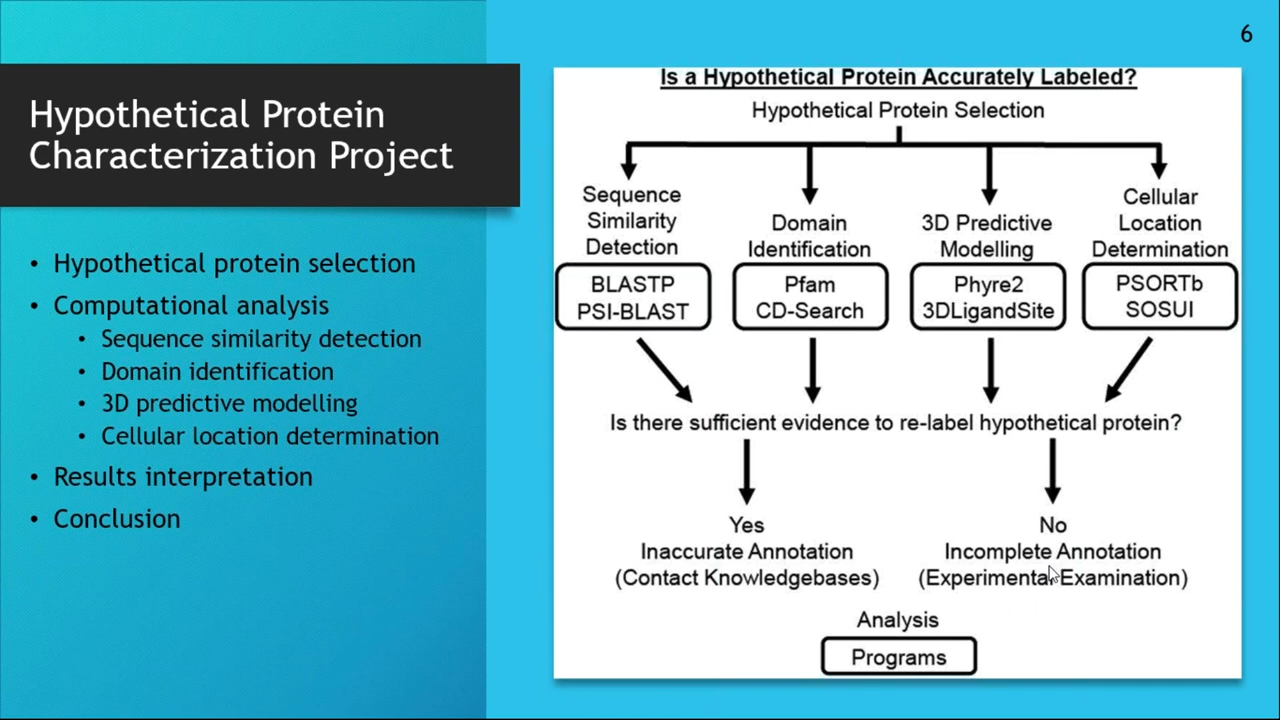 6
Hypothetical Protein
Characterization Project
• Hypothetical protein selection
• Computational analysis
• Sequence similarity detection
• Domain identification
• 3D predictive modelling
• Cellular location determination
• Results interpretation
• Conclusion
Is a Hypothetical Protein Accurately Labeled?
Hypothetical Protein Selection
Sequence
Similarity
Detection
BLASTP
PSI-BLAST
Domain
Identification
Pfam
CD-Search
3D Predictive
Modelling
Phyre2
3DLigandSite
Cellular
Location
Determination
PSORTb
SOSUI
Is there sufficient evidence to re-label hypothetical protein?
Yes
Inaccurate Annotation
(Contact Knowledgebases)
No
Incomplete Annotation
(Experimental Examination)
Analysis
Programs